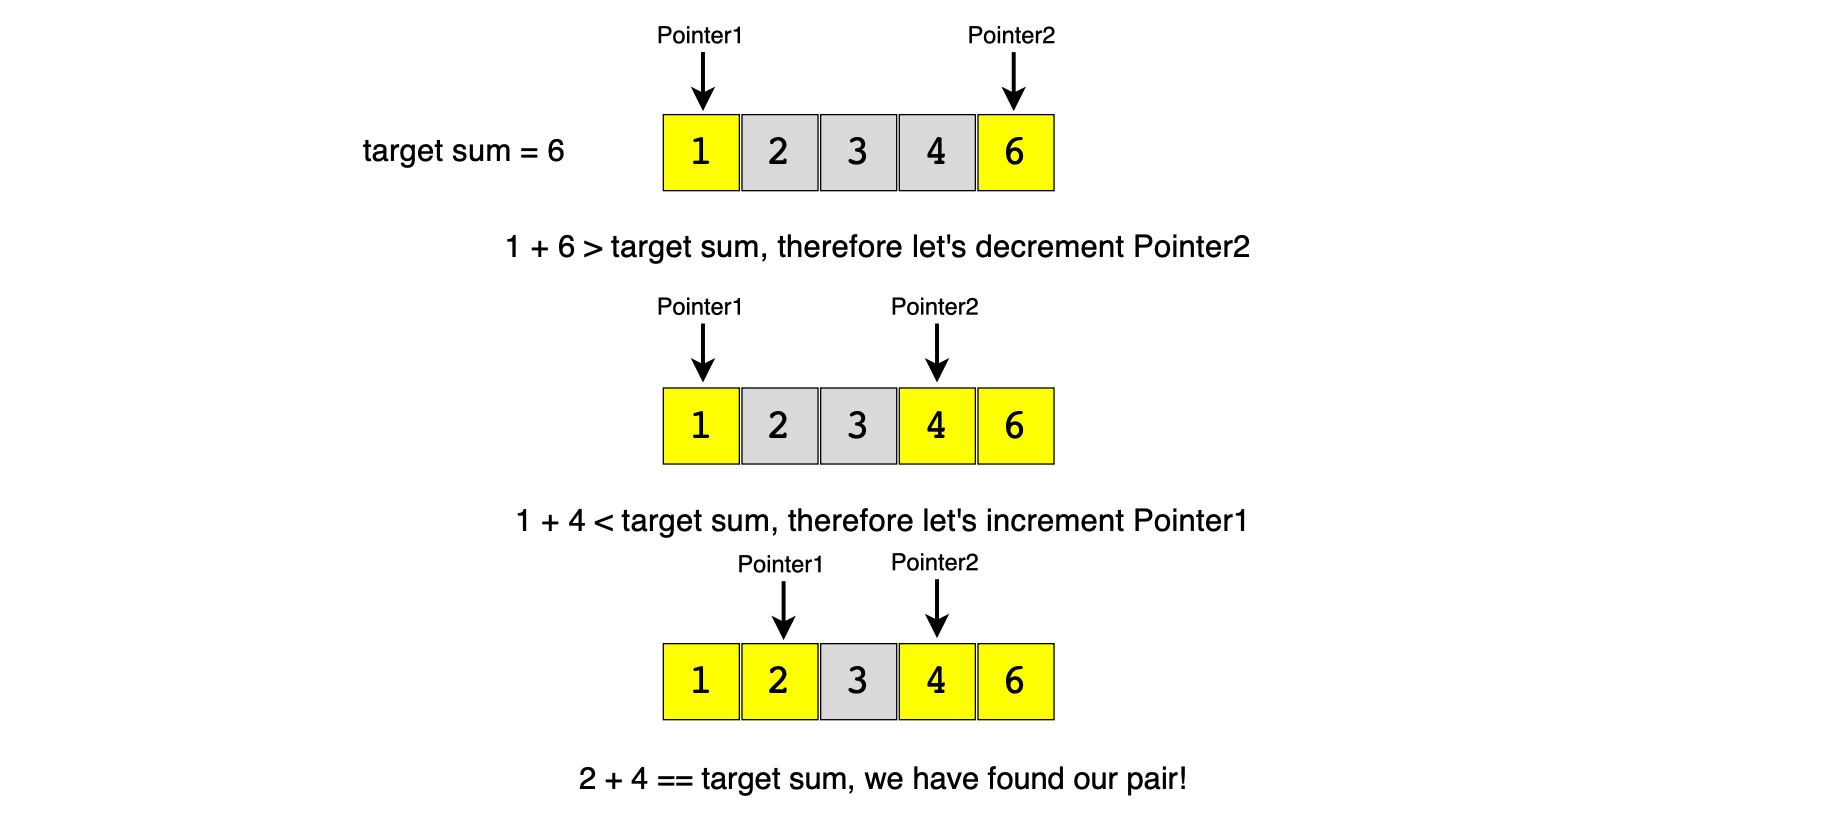 Pointer1 Pointer2
target sum = 6 1 2 3 4 6
1 + 6 > target sum, therefore let's decrement Pointer2
Pointer1 Pointer2
1 2 3 4 6
1 + 4 < target sum, therefore let's increment Pointer1
Pointer1 Pointer2
1 2 3 4 6
2 + 4 == target sum, we have found our pair!